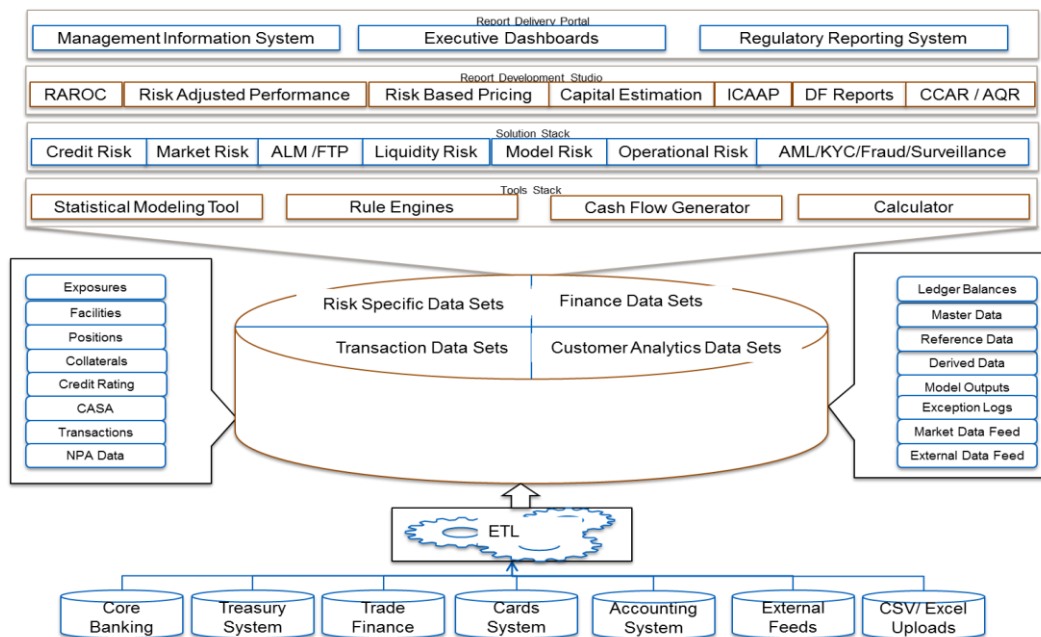 Report Delivery Portal
Management Information System
Executive Dashboards
Regulatory Reporting System
Report Development Studio
RAROC
Risk Adjusted Performance
Risk Based Pricing
Capital Estimation
ICAAP
DF Reports
CCAR / AQR
Solution Stack
Credit Risk
Market Risk
ALM /FTP
Liquidity Risk
Model Risk
Operational Risk
AML/KYC/Fraud/Surveillance
Tools Stack
Statistical Modeling Tool
Rule Engines
Cash Flow Generator
Calculator
Exposures
Facilities
Positions
Collaterals
Credit Rating
CASA
Transactions
NPA Data
Risk Specific Data Sets
Finance Data Sets
Transaction Data Sets
Customer Analytics Data Sets
Ledger Balances
Master Data
Reference Data
Derived Data
Model Outputs
Exception Logs
Market Data Feed
External Data Feed
ETL
Core
Banking
Treasury
System
Trade
Finance
Cards
System
Accounting
System
External
Feeds
CSV/ Excel
Uploads